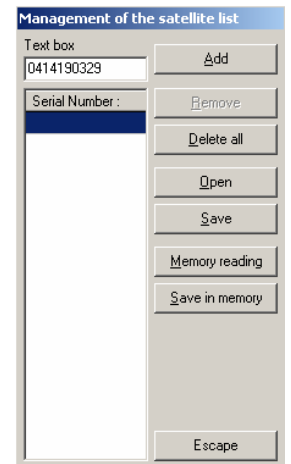 Management of the satellite list
Text box
0414190329
Add
Serial Number :
Remove
Delete all
Open
Save
Memory reading
Save in memory
Escape